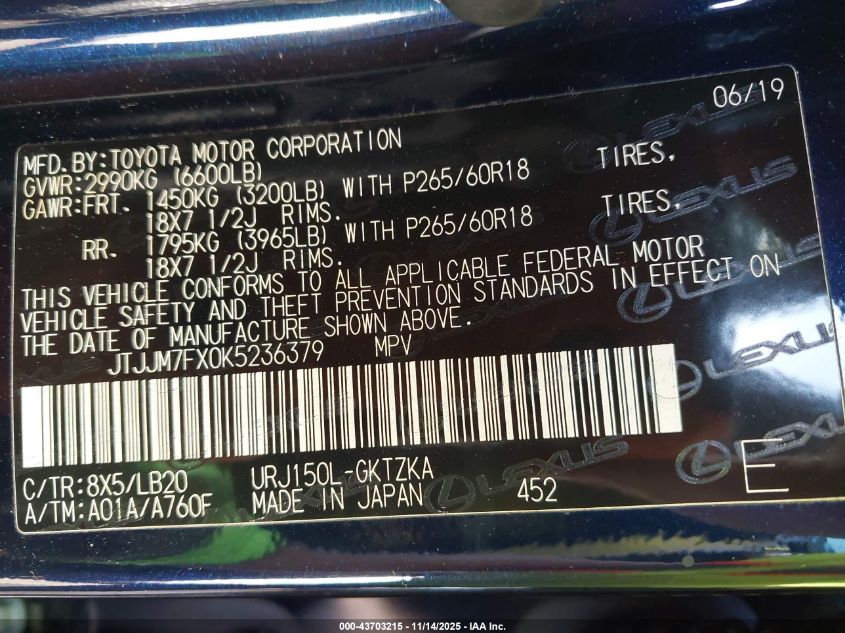 06/19
MFD.BY:TOYOTA MOTOR CORPORATION
GVWR:2990KG (6600LB)
GAWR:FRT. 1450KG (3200LB) WITH P265/60R18 TIRES,
18X7 1/2J RIMS.
RR. 1795KG (3965LB) WITH P265/60R18 TIRES,
18X7 1/2J RIMS.
THIS VEHICLE CONFORMS TO ALL APPLICABLE FEDERAL MOTOR
VEHICLE SAFETY AND THEFT PREVENTION STANDARDS IN EFFECT ON
THE DATE OF MANUFACTURE SHOWN ABOVE.
JTJJM7FX0K5236379 MPV
C/TR:8X5/LB20 URJ150L-GKTZKA
A/TM:A01A/A760F MADE IN JAPAN 452 E
LEXUS
LEXUS
LEXUS
LEXUS
000-43703215 - 11/14/2025 - IAA Inc.